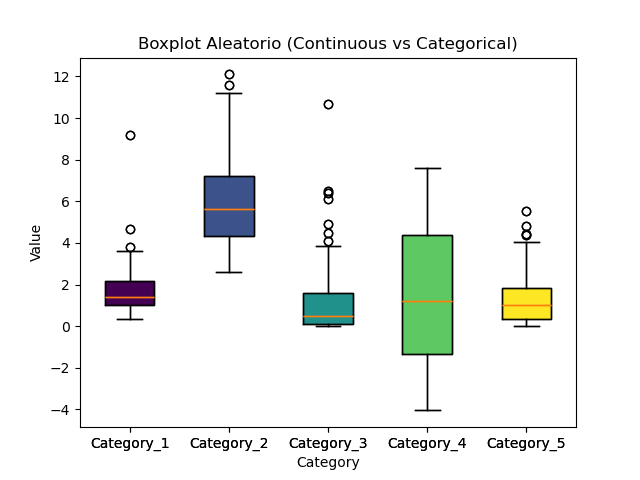 Boxplot Aleatorio (Continuous vs Categorical)
Value
12
10
8
6
4
2
0
−2
−4
Category_1 Category_2 Category_3 Category_4 Category_5
Category